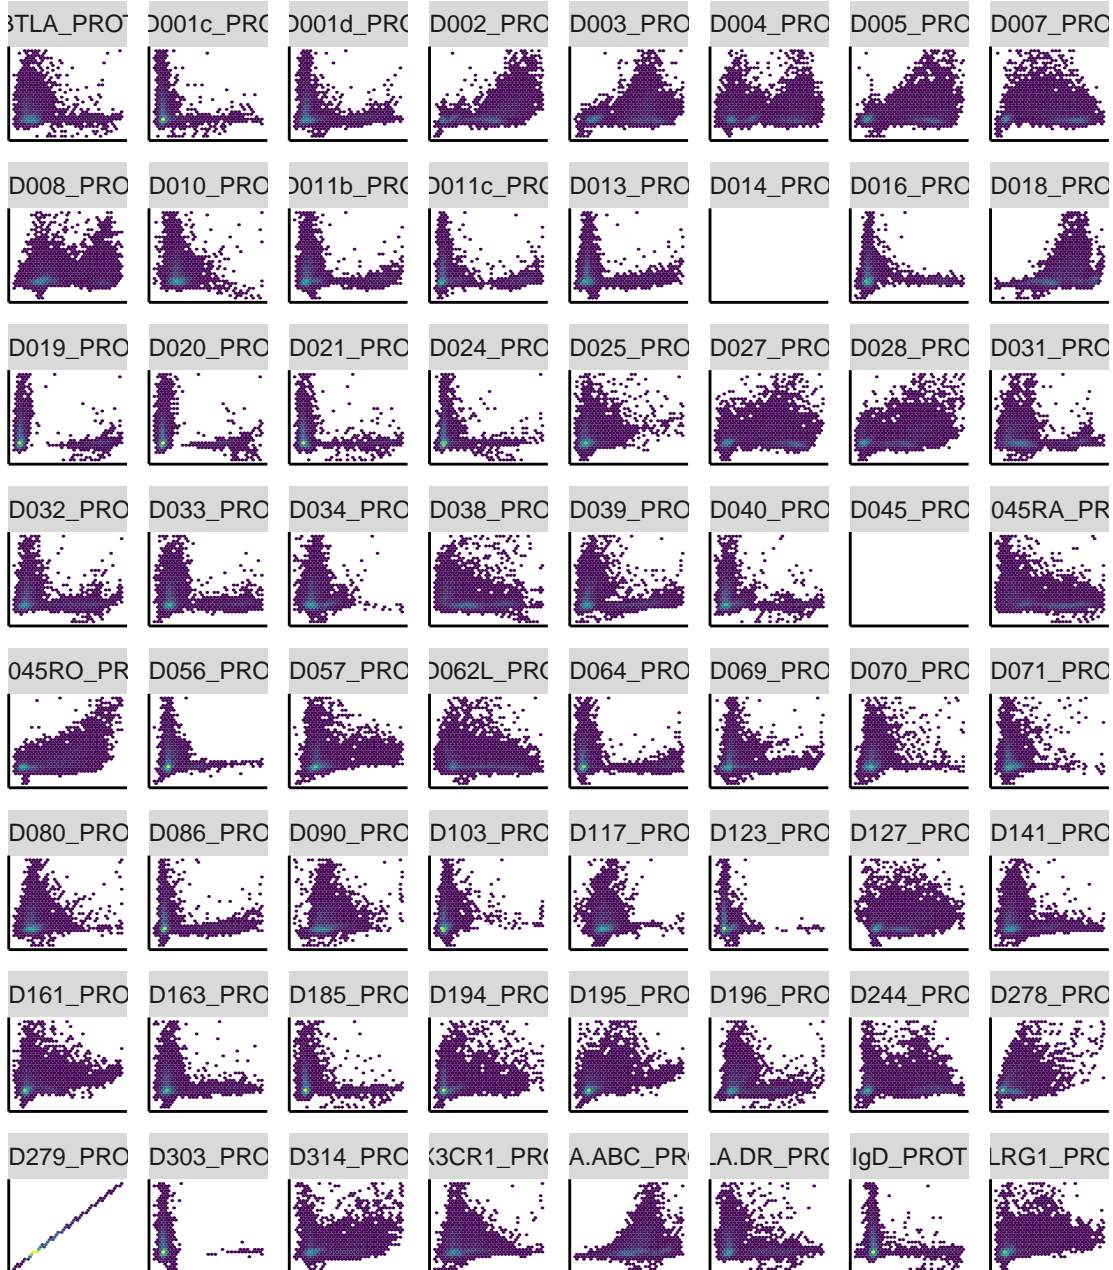 BTLA_PROT D001c_PRO D001d_PRO D002_PRO D003_PRO D004_PRO D005_PRO D007_PRO
D008_PRO D010_PRO D011b_PRO D011c_PRO D013_PRO D014_PRO D016_PRO D018_PRO
D019_PRO D020_PRO D021_PRO D024_PRO D025_PRO D027_PRO D028_PRO D031_PRO
D032_PRO D033_PRO D034_PRO D038_PRO D039_PRO D040_PRO D045_PRO 045RA_PR
045RO_PR D056_PRO D057_PRO D062L_PRO D064_PRO D069_PRO D070_PRO D071_PRO
D080_PRO D086_PRO D090_PRO D103_PRO D117_PRO D123_PRO D127_PRO D141_PRO
D161_PRO D163_PRO D185_PRO D194_PRO D195_PRO D196_PRO D244_PRO D278_PRO
D279_PRO D303_PRO D314_PRO X3CR1_PRO A.ABC_PR LA.DR_PRO IgD_PROT LRG1_PRO